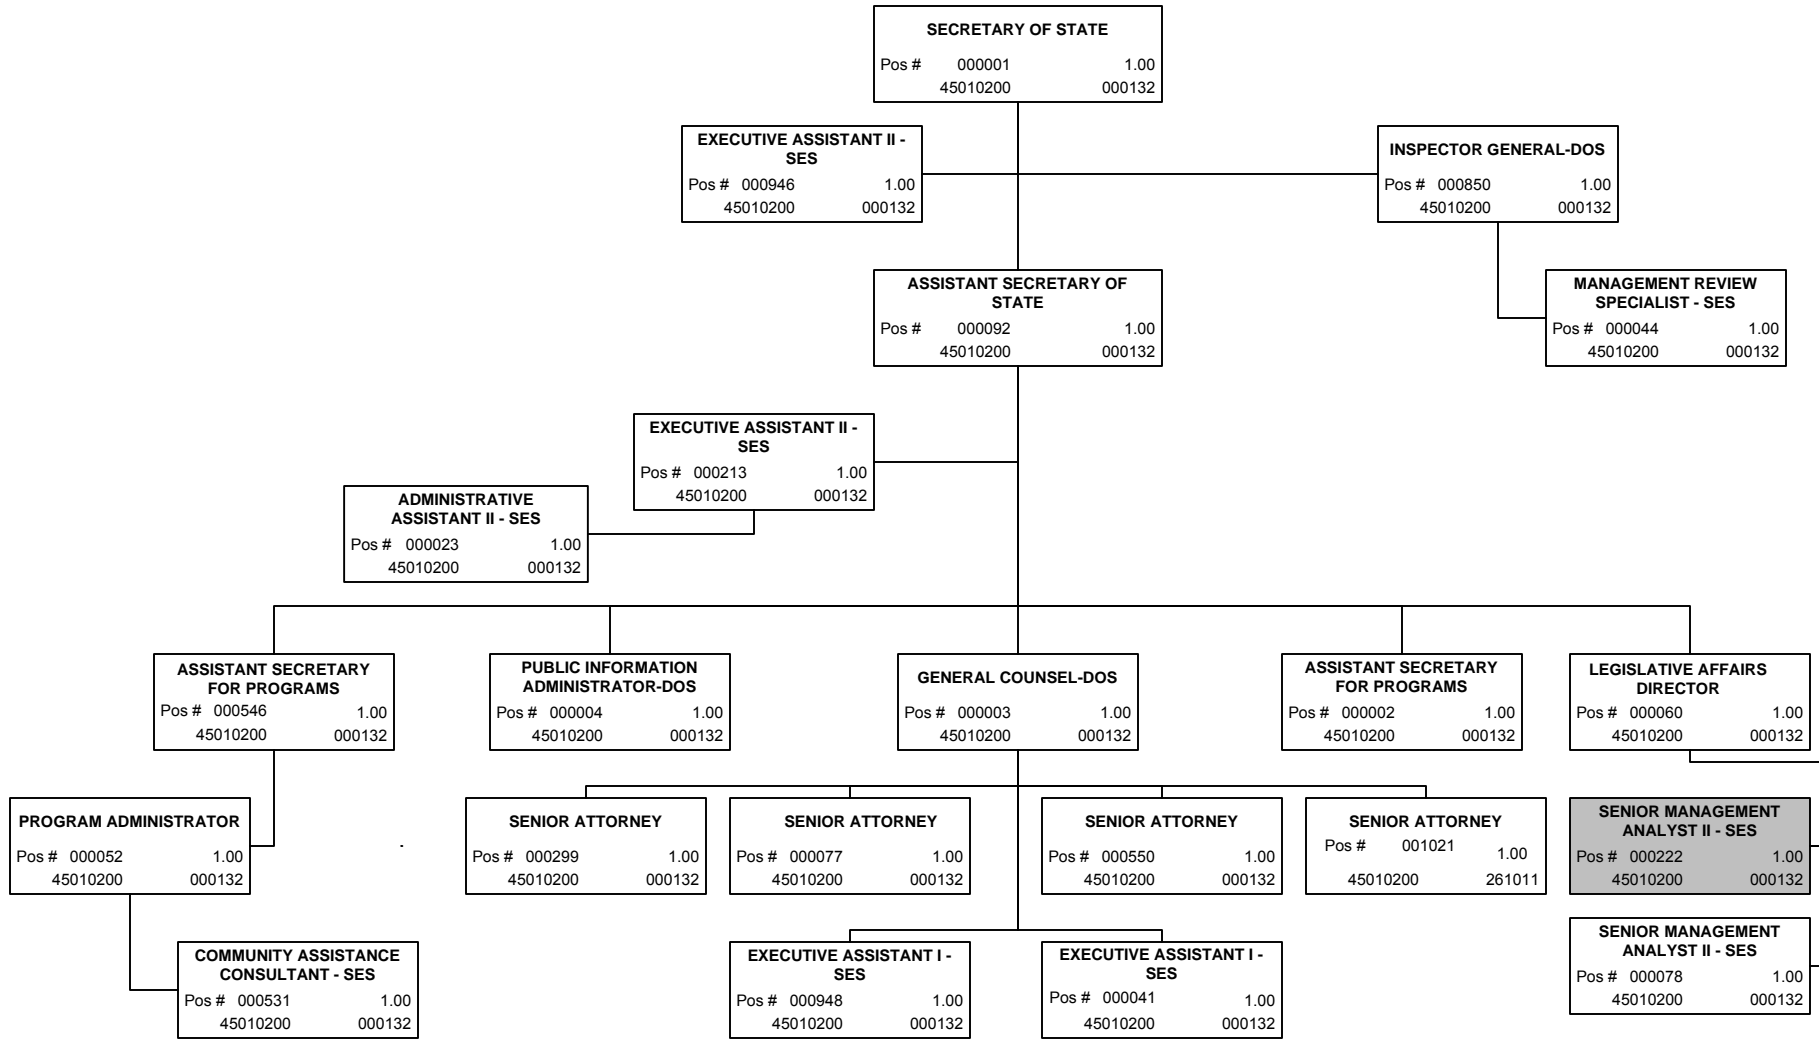 SECRETARY OF STATE
Pos # 000001 1.00
45010200 000132
EXECUTIVE ASSISTANT II -
SES
Pos # 000946 1.00
45010200 000132
INSPECTOR GENERAL-DOS
Pos # 000850 1.00
45010200 000132
ASSISTANT SECRETARY OF
STATE
Pos # 000092 1.00
45010200 000132
MANAGEMENT REVIEW
SPECIALIST - SES
Pos # 000044 1.00
45010200 000132
EXECUTIVE ASSISTANT II -
SES
Pos # 000213 1.00
45010200 000132
ADMINISTRATIVE
ASSISTANT II - SES
Pos # 000023 1.00
45010200 000132
ASSISTANT SECRETARY
FOR PROGRAMS
Pos # 000546 1.00
45010200 000132
PUBLIC INFORMATION
ADMINISTRATOR-DOS
Pos # 000004 1.00
45010200 000132
GENERAL COUNSEL-DOS
Pos # 000003 1.00
45010200 000132
ASSISTANT SECRETARY
FOR PROGRAMS
Pos # 000002 1.00
45010200 000132
LEGISLATIVE AFFAIRS
DIRECTOR
Pos # 000060 1.00
45010200 000132
PROGRAM ADMINISTRATOR
Pos # 000052 1.00
45010200 000132
SENIOR ATTORNEY
Pos # 000299 1.00
45010200 000132
SENIOR ATTORNEY
Pos # 000077 1.00
45010200 000132
SENIOR ATTORNEY
Pos # 000550 1.00
45010200 000132
SENIOR ATTORNEY
Pos # 001021 1.00
45010200 261011
SENIOR MANAGEMENT
ANALYST II - SES
Pos # 000222 1.00
45010200 000132
COMMUNITY ASSISTANCE
CONSULTANT - SES
Pos # 000531 1.00
45010200 000132
EXECUTIVE ASSISTANT I -
SES
Pos # 000948 1.00
45010200 000132
EXECUTIVE ASSISTANT I -
SES
Pos # 000041 1.00
45010200 000132
SENIOR MANAGEMENT
ANALYST II - SES
Pos # 000078 1.00
45010200 000132